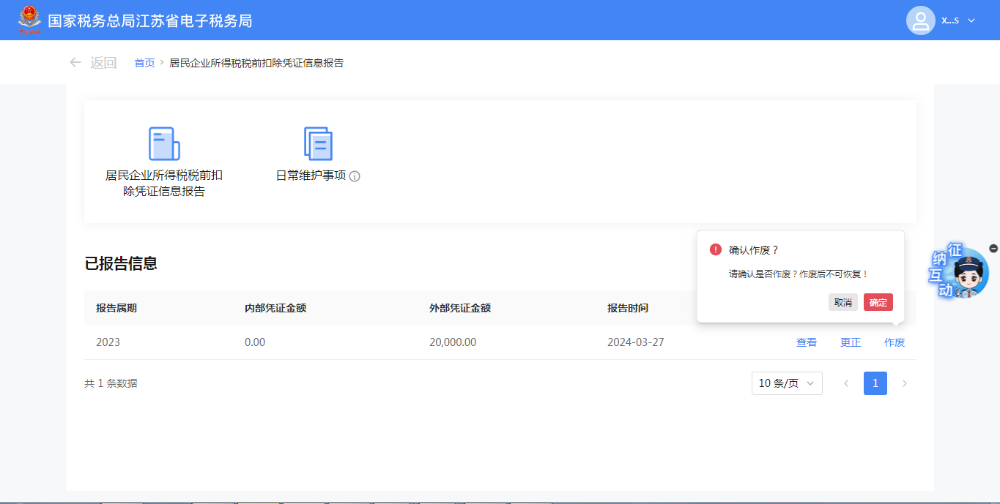 国家税务总局江苏省电子税务局
x...s
返回
首页 > 居民企业所得税税前扣除凭证信息报告
居民企业所得税税前扣
除凭证信息报告
日常维护事项
已报告信息
确认作废？
请确认是否作废？作废后不可恢复！
取消 确定
征纳互动
报告属期 内部凭证金额 外部凭证金额 报告时间
2023 0.00 20,000.00 2024-03-27 查看 更正 作废
共 1 条数据 10 条/页 < 1 >